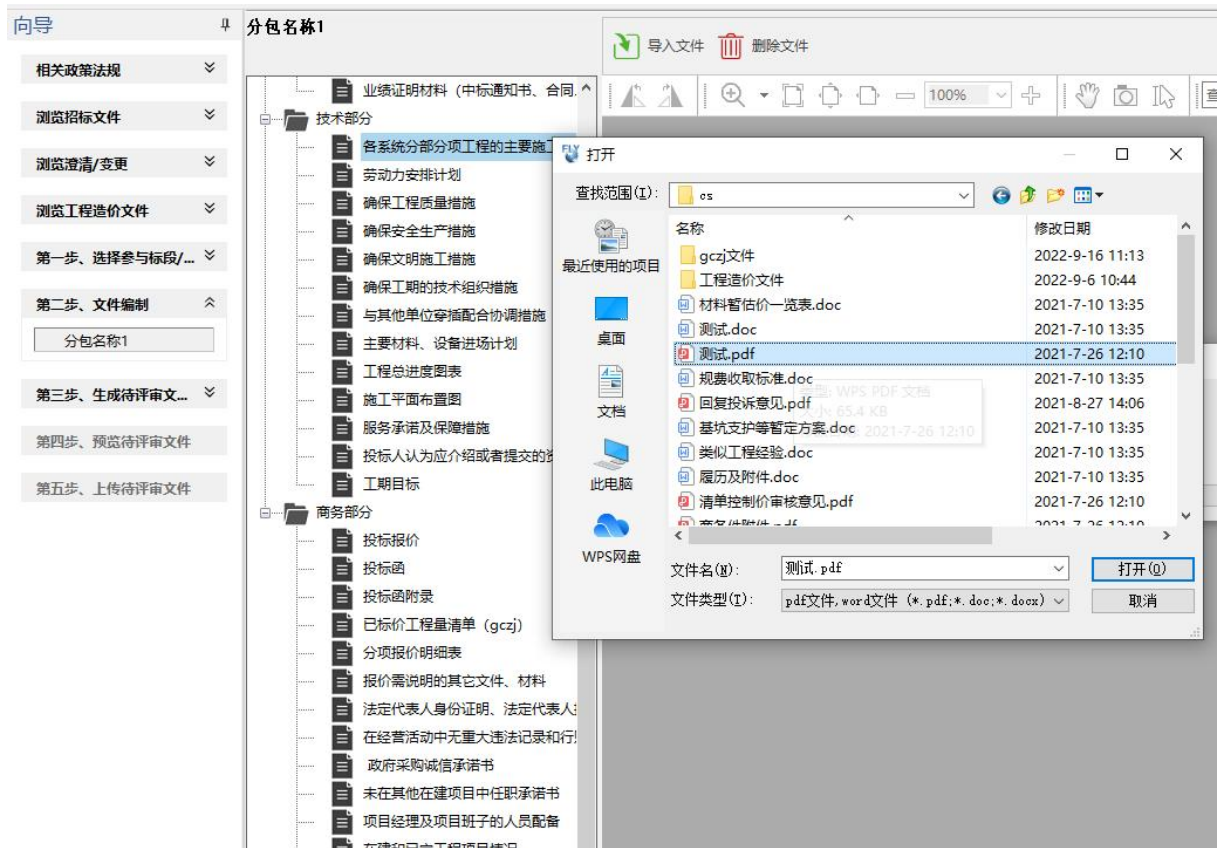 向导
相关政策法规
浏览招标文件
浏览澄清/变更
浏览工程造价文件
第一步、选择参与标段/...
第二步、文件编制
分包名称1
第三步、生成待评审文...
第四步、预览待评审文件
第五步、上传待评审文件
分包名称1
业绩证明材料（中标通知书、合同
技术部分
各系统分部分项工程的主要施工
劳动力安排计划
确保工程质量措施
确保安全生产措施
确保文明施工措施
确保工期的技术组织措施
与其他单位穿插配合协调措施
主要材料、设备进场计划
工程总进度图表
施工平面布置图
服务承诺及保障措施
投标人认为应介绍或者提交的
工期目标
商务部分
投标报价
投标函
投标函附录
已标价工程量清单（gczj）
分项报价明细表
报价需说明的其它文件、材料
法定代表人身份证明、法定代表人
在经营活动中无重大违法记录和行
政府采购诚信承诺书
未在其他在建项目中任职承诺书
项目经理及项目班子的人员配备
导入文件 删除文件
100%
FLY 打开
查找范围(I): cs
最近使用的项目
桌面
文档
此电脑
WPS网盘
名称 修改日期
gczj文件 2022-9-16 11:13
工程造价文件 2022-9-6 10:44
材料暂估价一览表.doc 2021-7-10 13:35
测试.doc 2021-7-10 13:35
测试.pdf 2021-7-26 12:10
规费收取标准.doc 2021-7-10 13:35
回复投诉意见.pdf 2021-8-27 14:06
基坑支护等暂定方案.doc 2021-7-10 13:35
类似工程经验.doc 2021-7-10 13:35
履历及附件.doc 2021-7-10 13:35
清单控制价审核意见.pdf 2021-7-26 12:10
类型: WPS PDF 文档
大小: 65.4 KB
2021-7-26 12:10
文件名(N): 测试.pdf 打开(O)
文件类型(T): pdf文件,word文件 (*.pdf;*.doc;*.docx) 取消